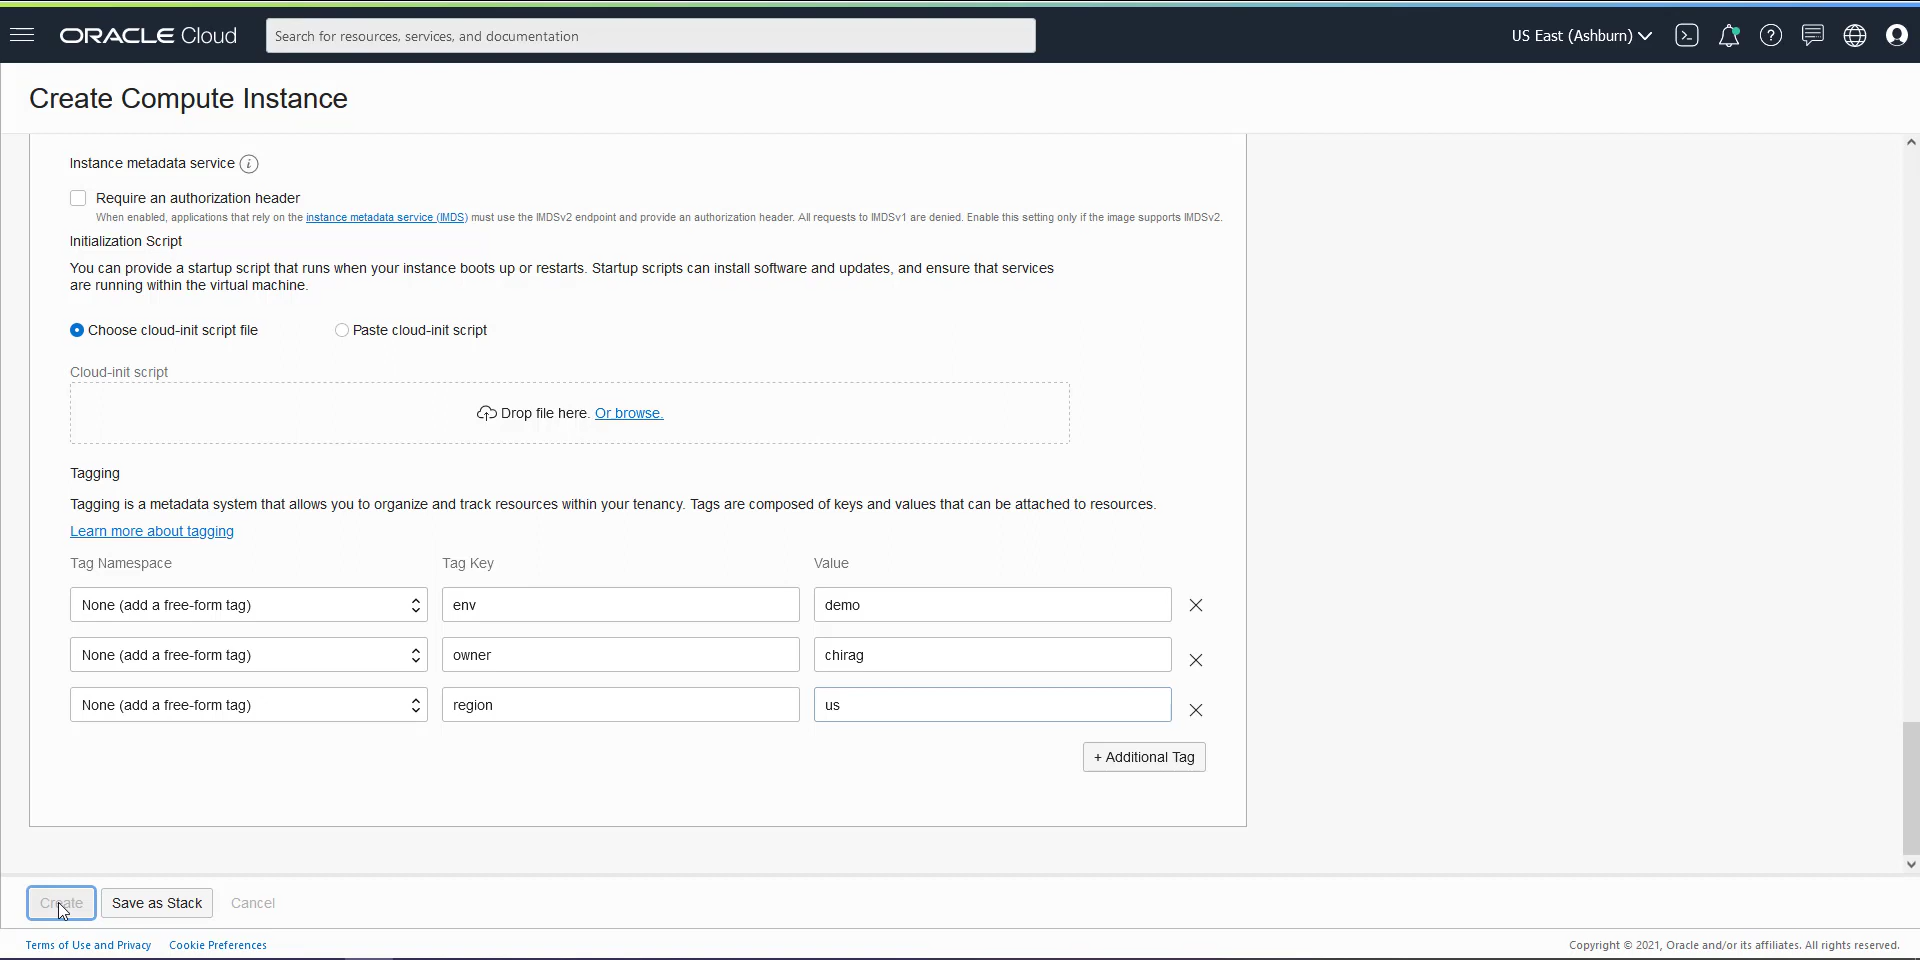 ORACLE Cloud
Search for resources, services, and documentation
US East (Ashburn)
Create Compute Instance
Instance metadata service
Require an authorization header
When enabled, applications that rely on the instance metadata service (IMDS) must use the IMDSv2 endpoint and provide an authorization header. All requests to IMDSv1 are denied. Enable this setting only if the image supports IMDSv2.
Initialization Script
You can provide a startup script that runs when your instance boots up or restarts. Startup scripts can install software and updates, and ensure that services
are running within the virtual machine.
Choose cloud-init script file
Paste cloud-init script
Cloud-init script
Drop file here. Or browse.
Tagging
Tagging is a metadata system that allows you to organize and track resources within your tenancy. Tags are composed of keys and values that can be attached to resources.
Learn more about tagging
Tag Namespace Tag Key Value
None (add a free-form tag) env demo
None (add a free-form tag) owner chirag
None (add a free-form tag) region us
+ Additional Tag
Create Save as Stack Cancel
Terms of Use and Privacy Cookie Preferences
Copyright © 2021, Oracle and/or its affiliates. All rights reserved.